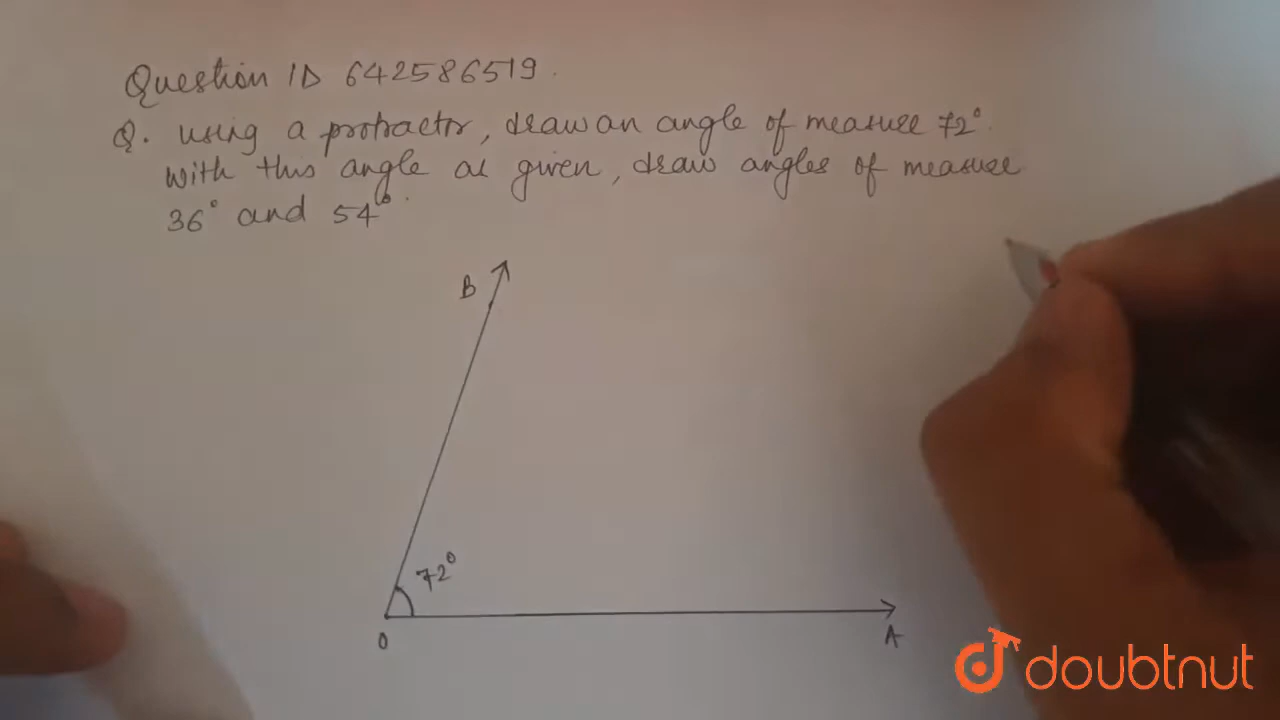 Question ID 642586519.
Q. using a protractor, draw an angle of measure 72°.
with this angle as given, draw angles of measure
36° and 54°.
B
72°
O
A
doubtnut